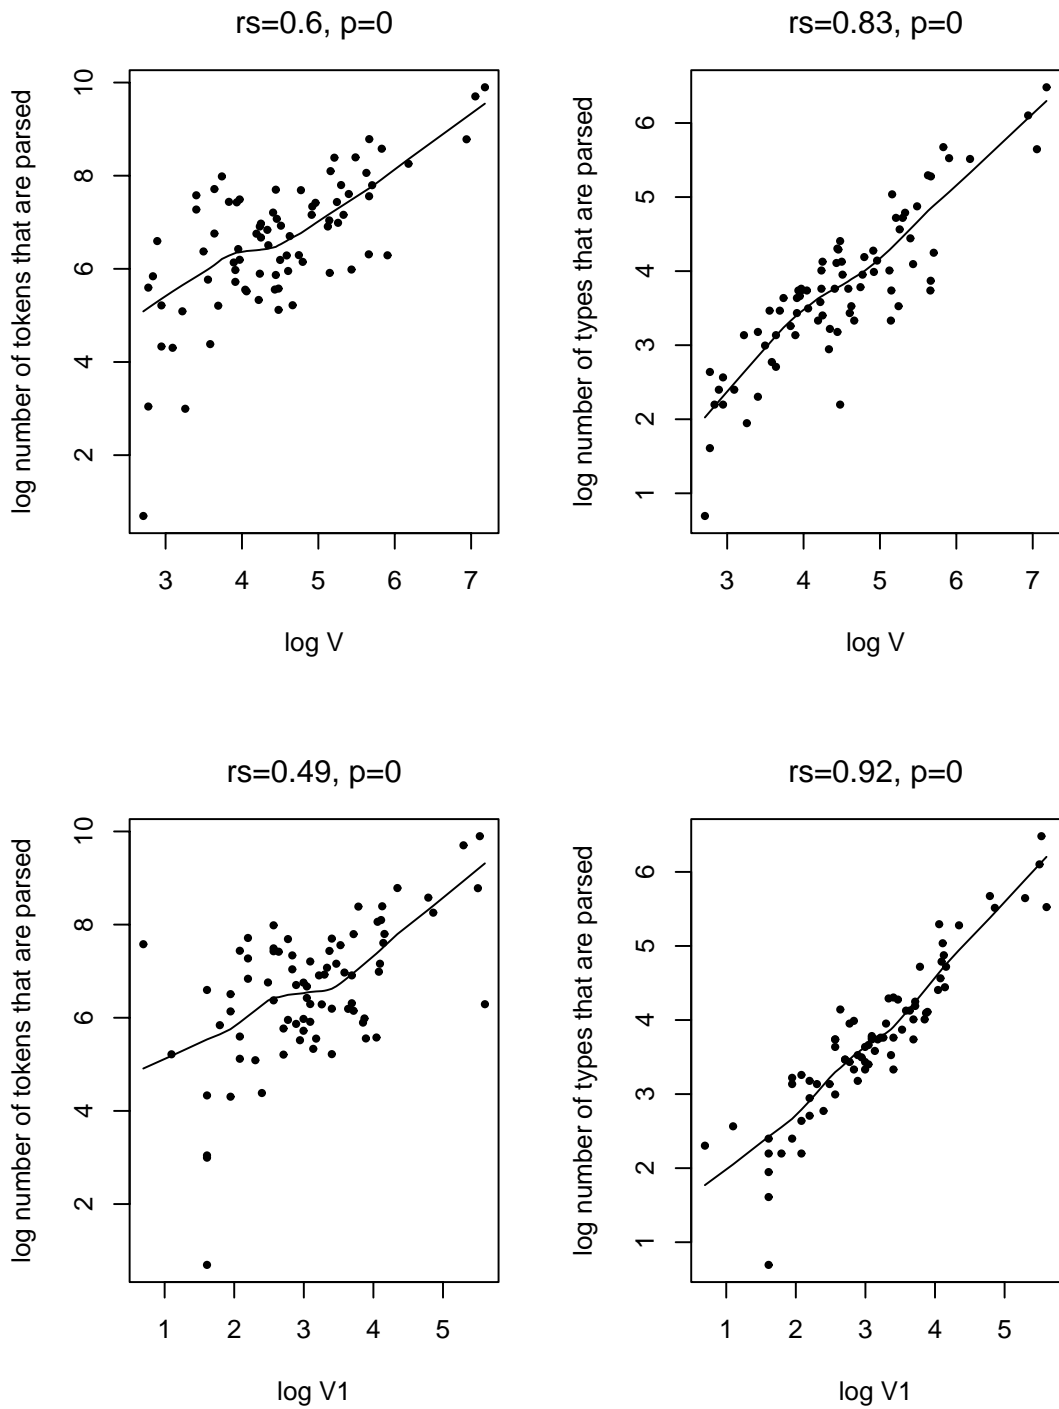 rs=0.6, p=0
log number of tokens that are parsed
10
8
6
4
2
3 4 5 6 7
log V
rs=0.83, p=0
log number of types that are parsed
6
5
4
3
2
1
3 4 5 6 7
log V
rs=0.49, p=0
log number of tokens that are parsed
10
8
6
4
2
1 2 3 4 5
log V1
rs=0.92, p=0
log number of types that are parsed
6
5
4
3
2
1
1 2 3 4 5
log V1